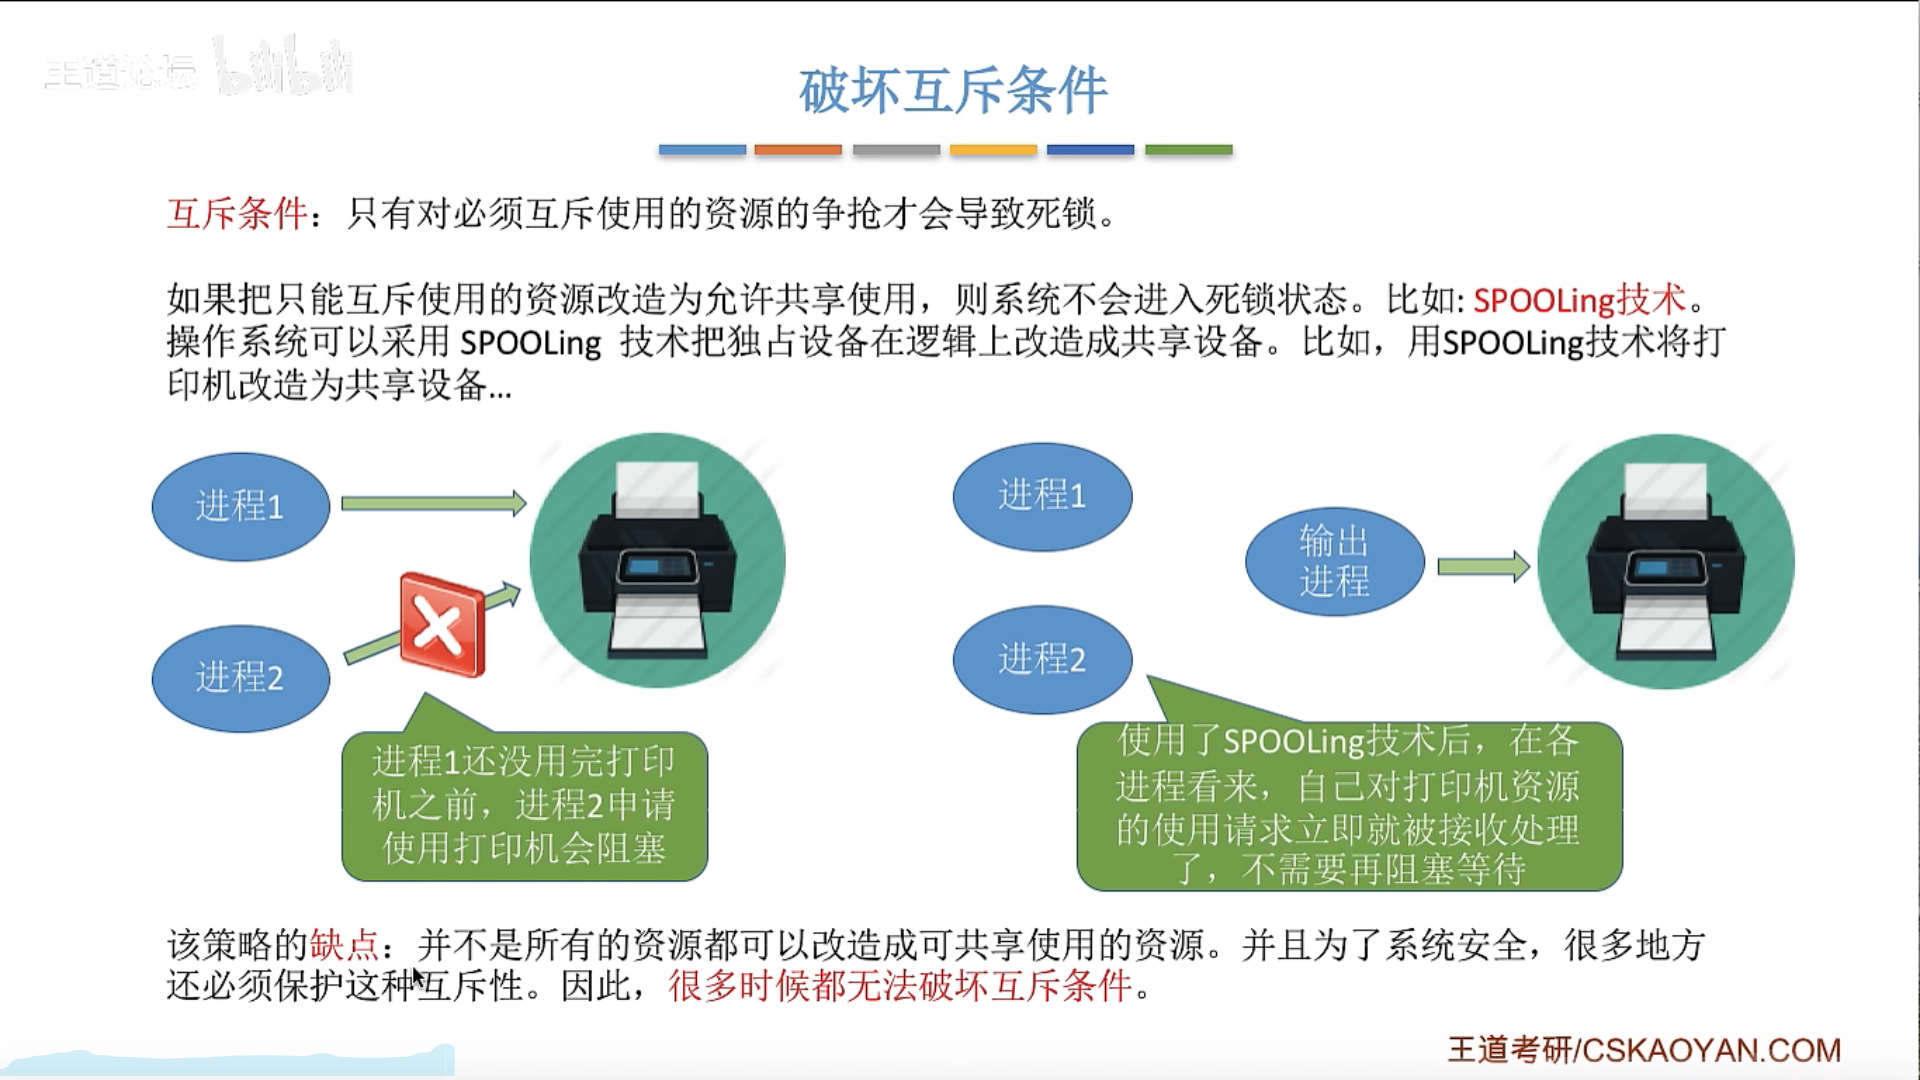 王道论坛 bilibili
破坏互斥条件
互斥条件：只有对必须互斥使用的资源的争抢才会导致死锁。
如果把只能互斥使用的资源改造为允许共享使用，则系统不会进入死锁状态。比如: SPOOLing技术。
操作系统可以采用 SPOOLing 技术把独占设备在逻辑上改造成共享设备。比如，用SPOOLing技术将打
印机改造为共享设备...
进程1
进程2
进程1还没用完打印
机之前，进程2申请
使用打印机会阻塞
进程1
进程2
输出
进程
使用了SPOOLing技术后，在各
进程看来，自己对打印机资源
的使用请求立即就被接收处理
了，不需要再阻塞等待
该策略的缺点：并不是所有的资源都可以改造成可共享使用的资源。并且为了系统安全，很多地方
还必须保护这种互斥性。因此，很多时候都无法破坏互斥条件。
王道考研/CSKAOYAN.COM